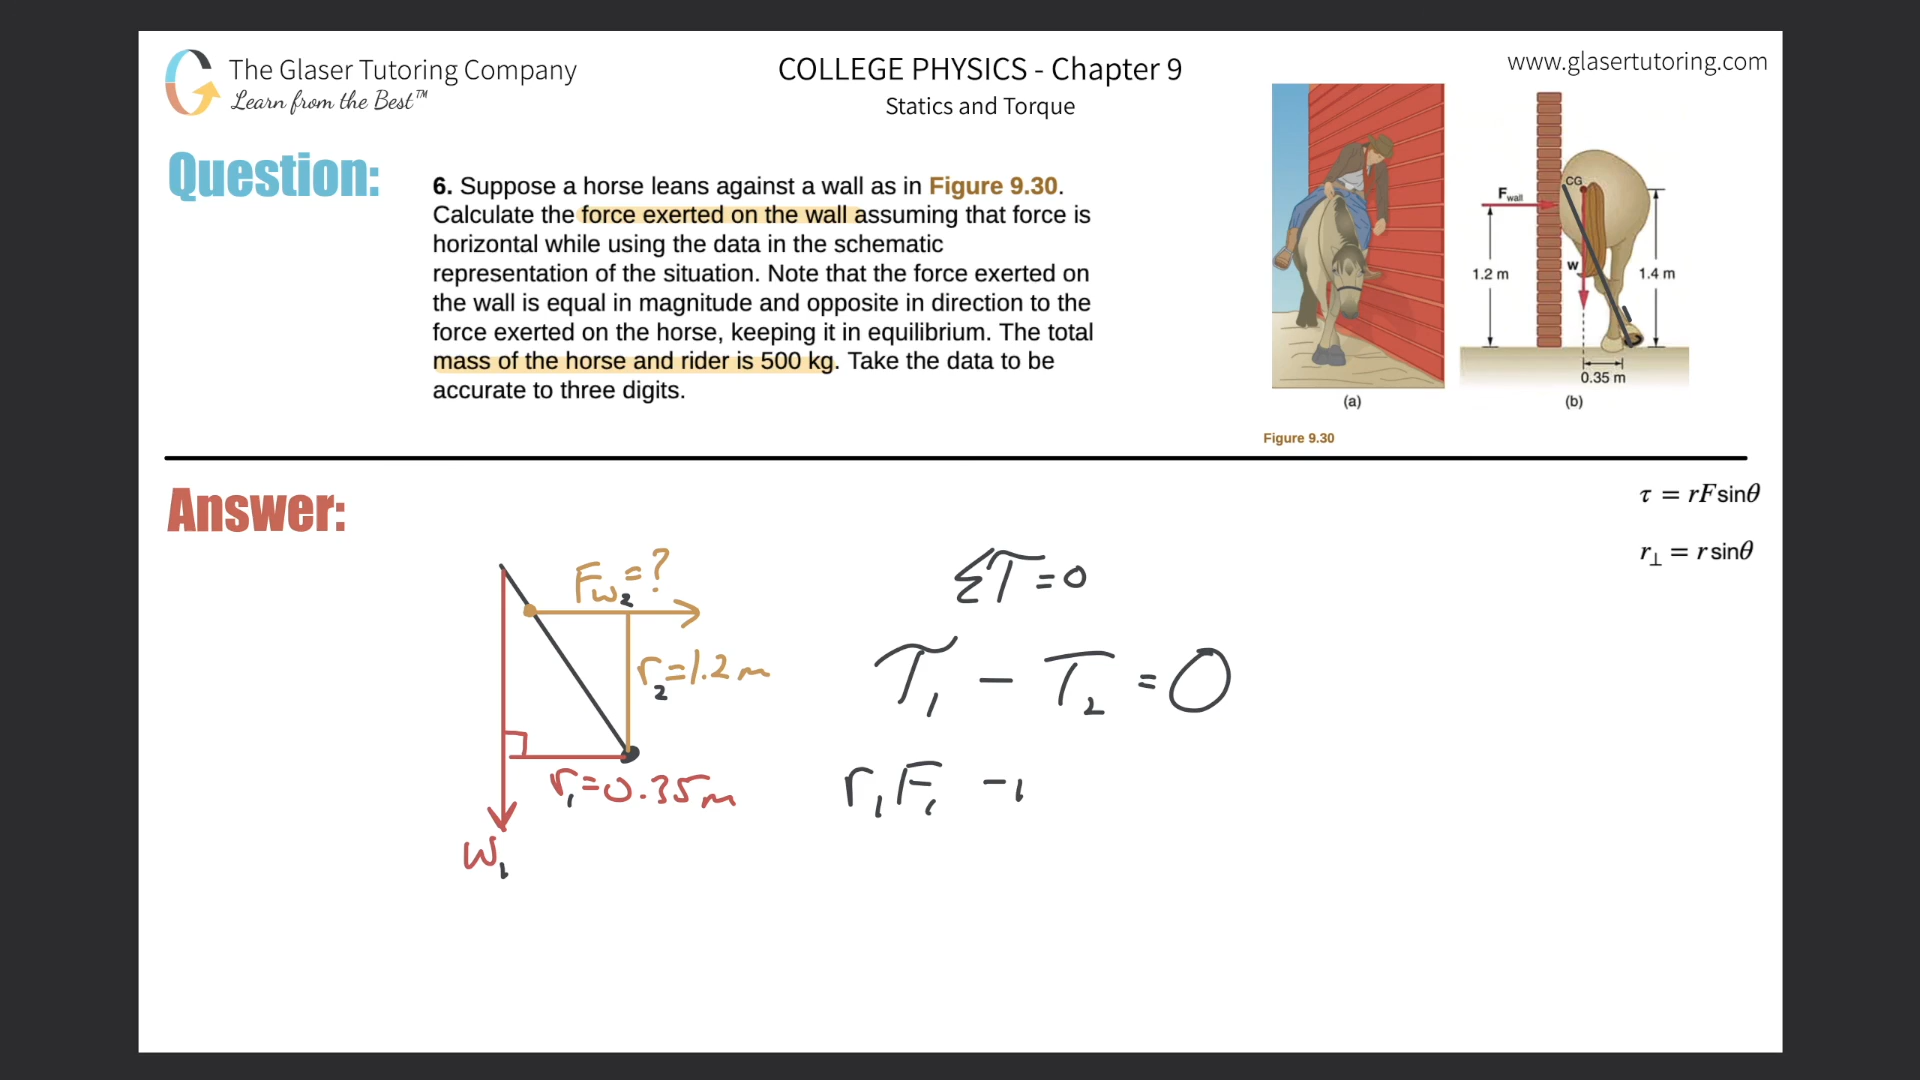 The Glaser Tutoring Company
Learn from the Best™
COLLEGE PHYSICS - Chapter 9
Statics and Torque
www.glasertutoring.com
Question:
6. Suppose a horse leans against a wall as in Figure 9.30.
Calculate the force exerted on the wall assuming that force is
horizontal while using the data in the schematic
representation of the situation. Note that the force exerted on
the wall is equal in magnitude and opposite in direction to the
force exerted on the horse, keeping it in equilibrium. The total
mass of the horse and rider is 500 kg. Take the data to be
accurate to three digits.
CG
F_wall
1.2 m
w
1.4 m
0.35 m
(a)
(b)
Figure 9.30
Answer:
τ = rF sinθ
r⊥ = r sinθ
F_w₂ = ?
r₂ = 1.2 m
r₁ = 0.35 m
W₁
Στ = 0
τ₁ − τ₂ = 0
r₁F₁ −